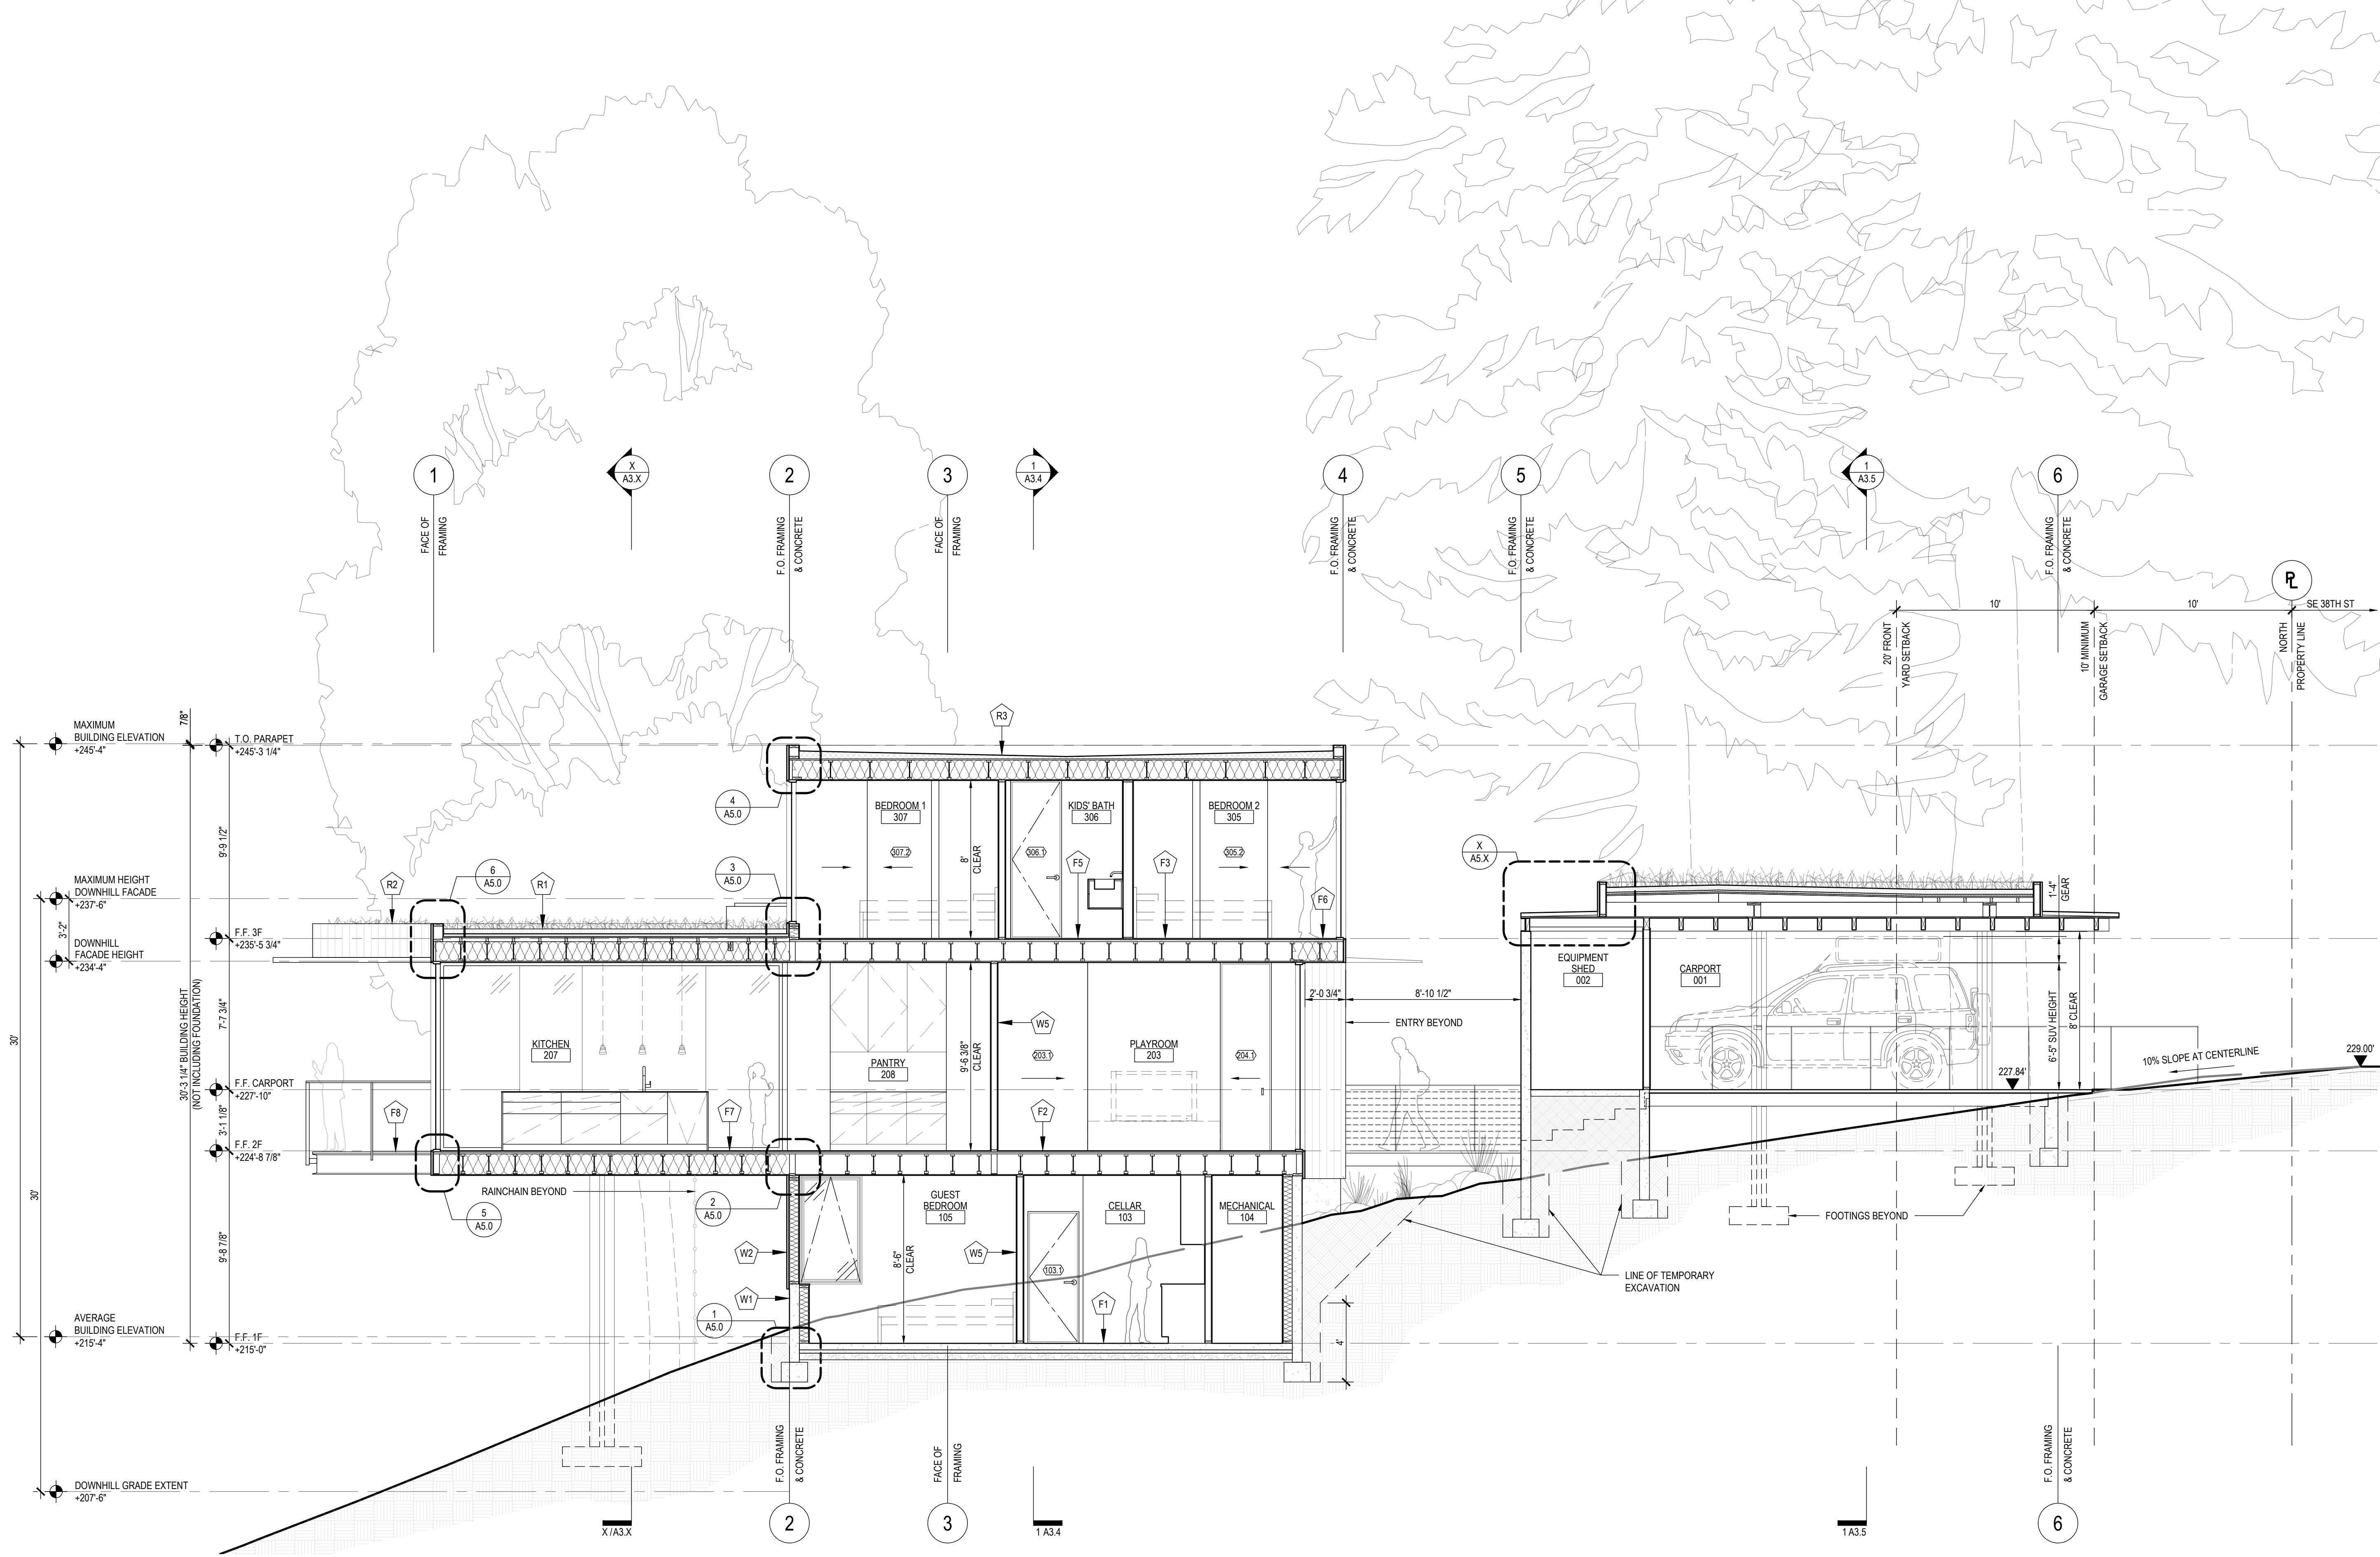 1
X
A3.X
2
3
1
A3.4
4
5
1
A3.5
6
FACE OF
FRAMING
F.O. FRAMING
& CONCRETE
FACE OF
FRAMING
F.O. FRAMING
& CONCRETE
F.O. FRAMING
& CONCRETE
F.O. FRAMING
& CONCRETE
PL
10'
10'
SE 38TH ST
20' FRONT
YARD SETBACK
10' MINIMUM
GARAGE SETBACK
NORTH
PROPERTY LINE
MAXIMUM
BUILDING ELEVATION
+245'-4"
7/8"
T.O. PARAPET
+245'-3 1/4"
R3
4
A5.0
BEDROOM 1
307
KIDS' BATH
306
BEDROOM 2
305
9'-9 1/2"
8'
CLEAR
307.2
306.1
F5
F3
305.2
X
A5.X
3
A5.0
6
A5.0
R2
R1
F6
MAXIMUM HEIGHT
DOWNHILL FACADE
+237'-6"
3'-2"
DOWNHILL
FACADE HEIGHT
+234'-4"
F.F. 3F
+235'-5 3/4"
1'-4"
GEAR
EQUIPMENT
SHED
002
CARPORT
001
30'
30'-3 1/4" BUILDING HEIGHT
(NOT INCLUDING FOUNDATION)
7'-7 3/4"
2'-0 3/4"
8'-10 1/2"
ENTRY BEYOND
KITCHEN
207
PANTRY
208
9'-6 3/8"
CLEAR
W5
203.1
PLAYROOM
203
204.1
6'-5" SUV HEIGHT
8' CLEAR
10% SLOPE AT CENTERLINE
229.00'
227.84'
F.F. CARPORT
+227'-10"
3'-1 1/8"
F8
F7
F2
F.F. 2F
+224'-8 7/8"
RAINCHAIN BEYOND
5
A5.0
2
A5.0
GUEST
BEDROOM
105
CELLAR
103
MECHANICAL
104
30'
9'-8 7/8"
W2
8'-6"
CLEAR
W5
103.1
W1
F1
FOOTINGS BEYOND
LINE OF TEMPORARY
EXCAVATION
1
A5.0
AVERAGE
BUILDING ELEVATION
+215'-4"
F.F. 1F
+215'-0"
4'
F.O. FRAMING
& CONCRETE
FACE OF
FRAMING
F.O. FRAMING
& CONCRETE
DOWNHILL GRADE EXTENT
+207'-6"
X /A3.X
2
3
1 A3.4
1 A3.5
6